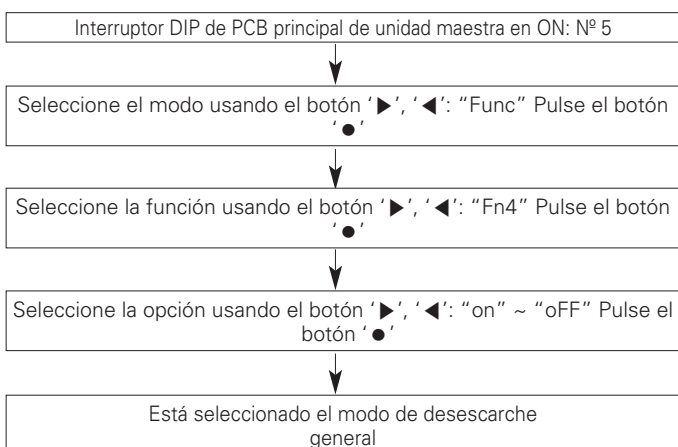 Interruptor DIP de PCB principal de unidad maestra en ON: Nº 5
Seleccione el modo usando el botón ‘▶’, ‘◀’: “Func” Pulse el botón
‘●’
Seleccione la función usando el botón ‘▶’, ‘◀’: “Fn4” Pulse el botón
‘●’
Seleccione la opción usando el botón ‘▶’, ‘◀’: “on” ~ “oFF” Pulse el
botón ‘●’
Está seleccionado el modo de desescarche
general